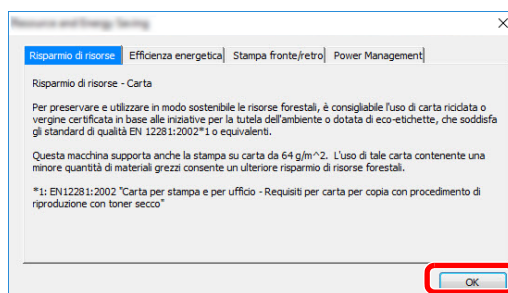 Resource and Energy Saving
Risparmio di risorse Efficienza energetica Stampa fronte/retro Power Management
Risparmio di risorse - Carta
Per preservare e utilizzare in modo sostenibile le risorse forestali, è consigliabile l'uso di carta riciclata o
vergine certificata in base alle iniziative per la tutela dell'ambiente o dotata di eco-etichette, che soddisfa
gli standard di qualità EN 12281:2002*1 o equivalenti.
Questa macchina supporta anche la stampa su carta da 64 g/m^2. L'uso di tale carta contenente una
minore quantità di materiali grezzi consente un ulteriore risparmio di risorse forestali.
*1: EN12281:2002 "Carta per stampa e per ufficio - Requisiti per carta per copia con procedimento di
riproduzione con toner secco"
OK